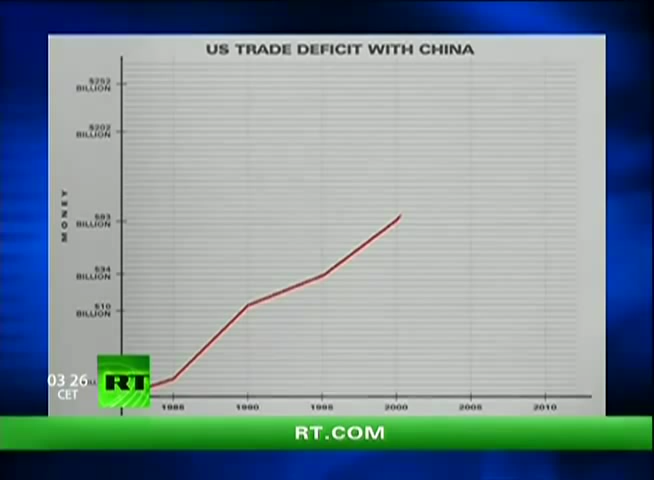 US TRADE DEFICIT WITH CHINA
$252
BILLION
$202
BILLION
MONEY
$83
BILLION
$34
BILLION
$10
BILLION
03 26
CET
RT
1985 1990 1995 2000 2005 2010
RT.COM